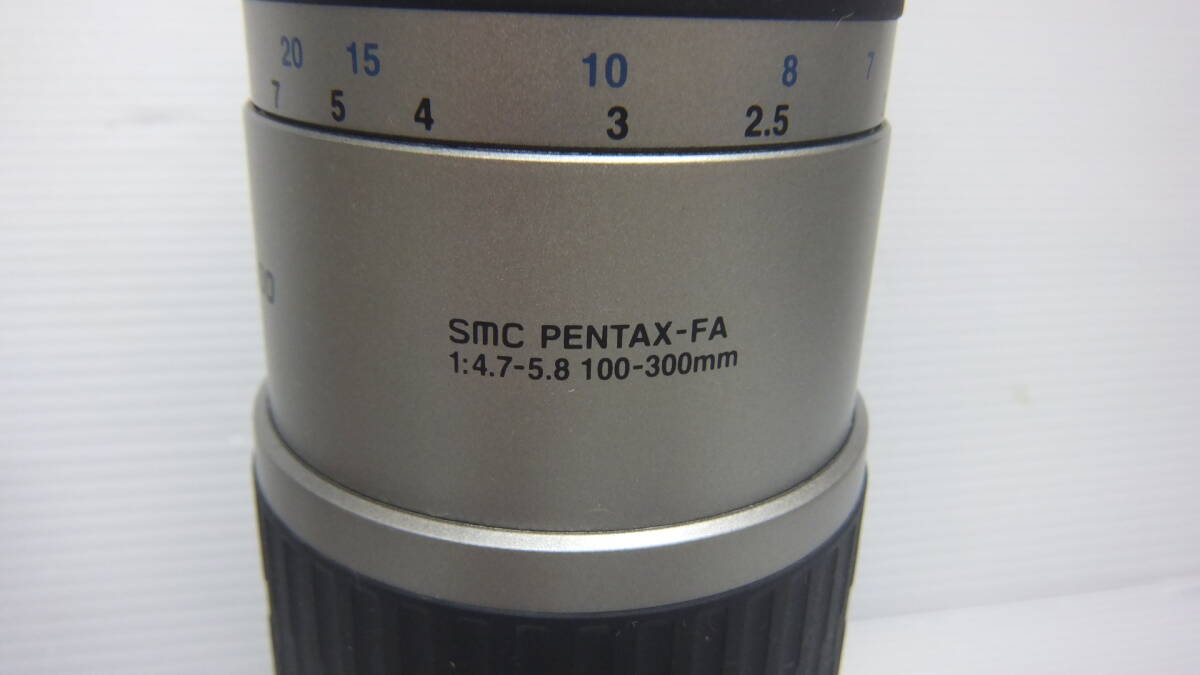 20 15 10 8 7
7 5 4 3 2.5
SMC PENTAX-FA
1:4.7-5.8 100-300mm